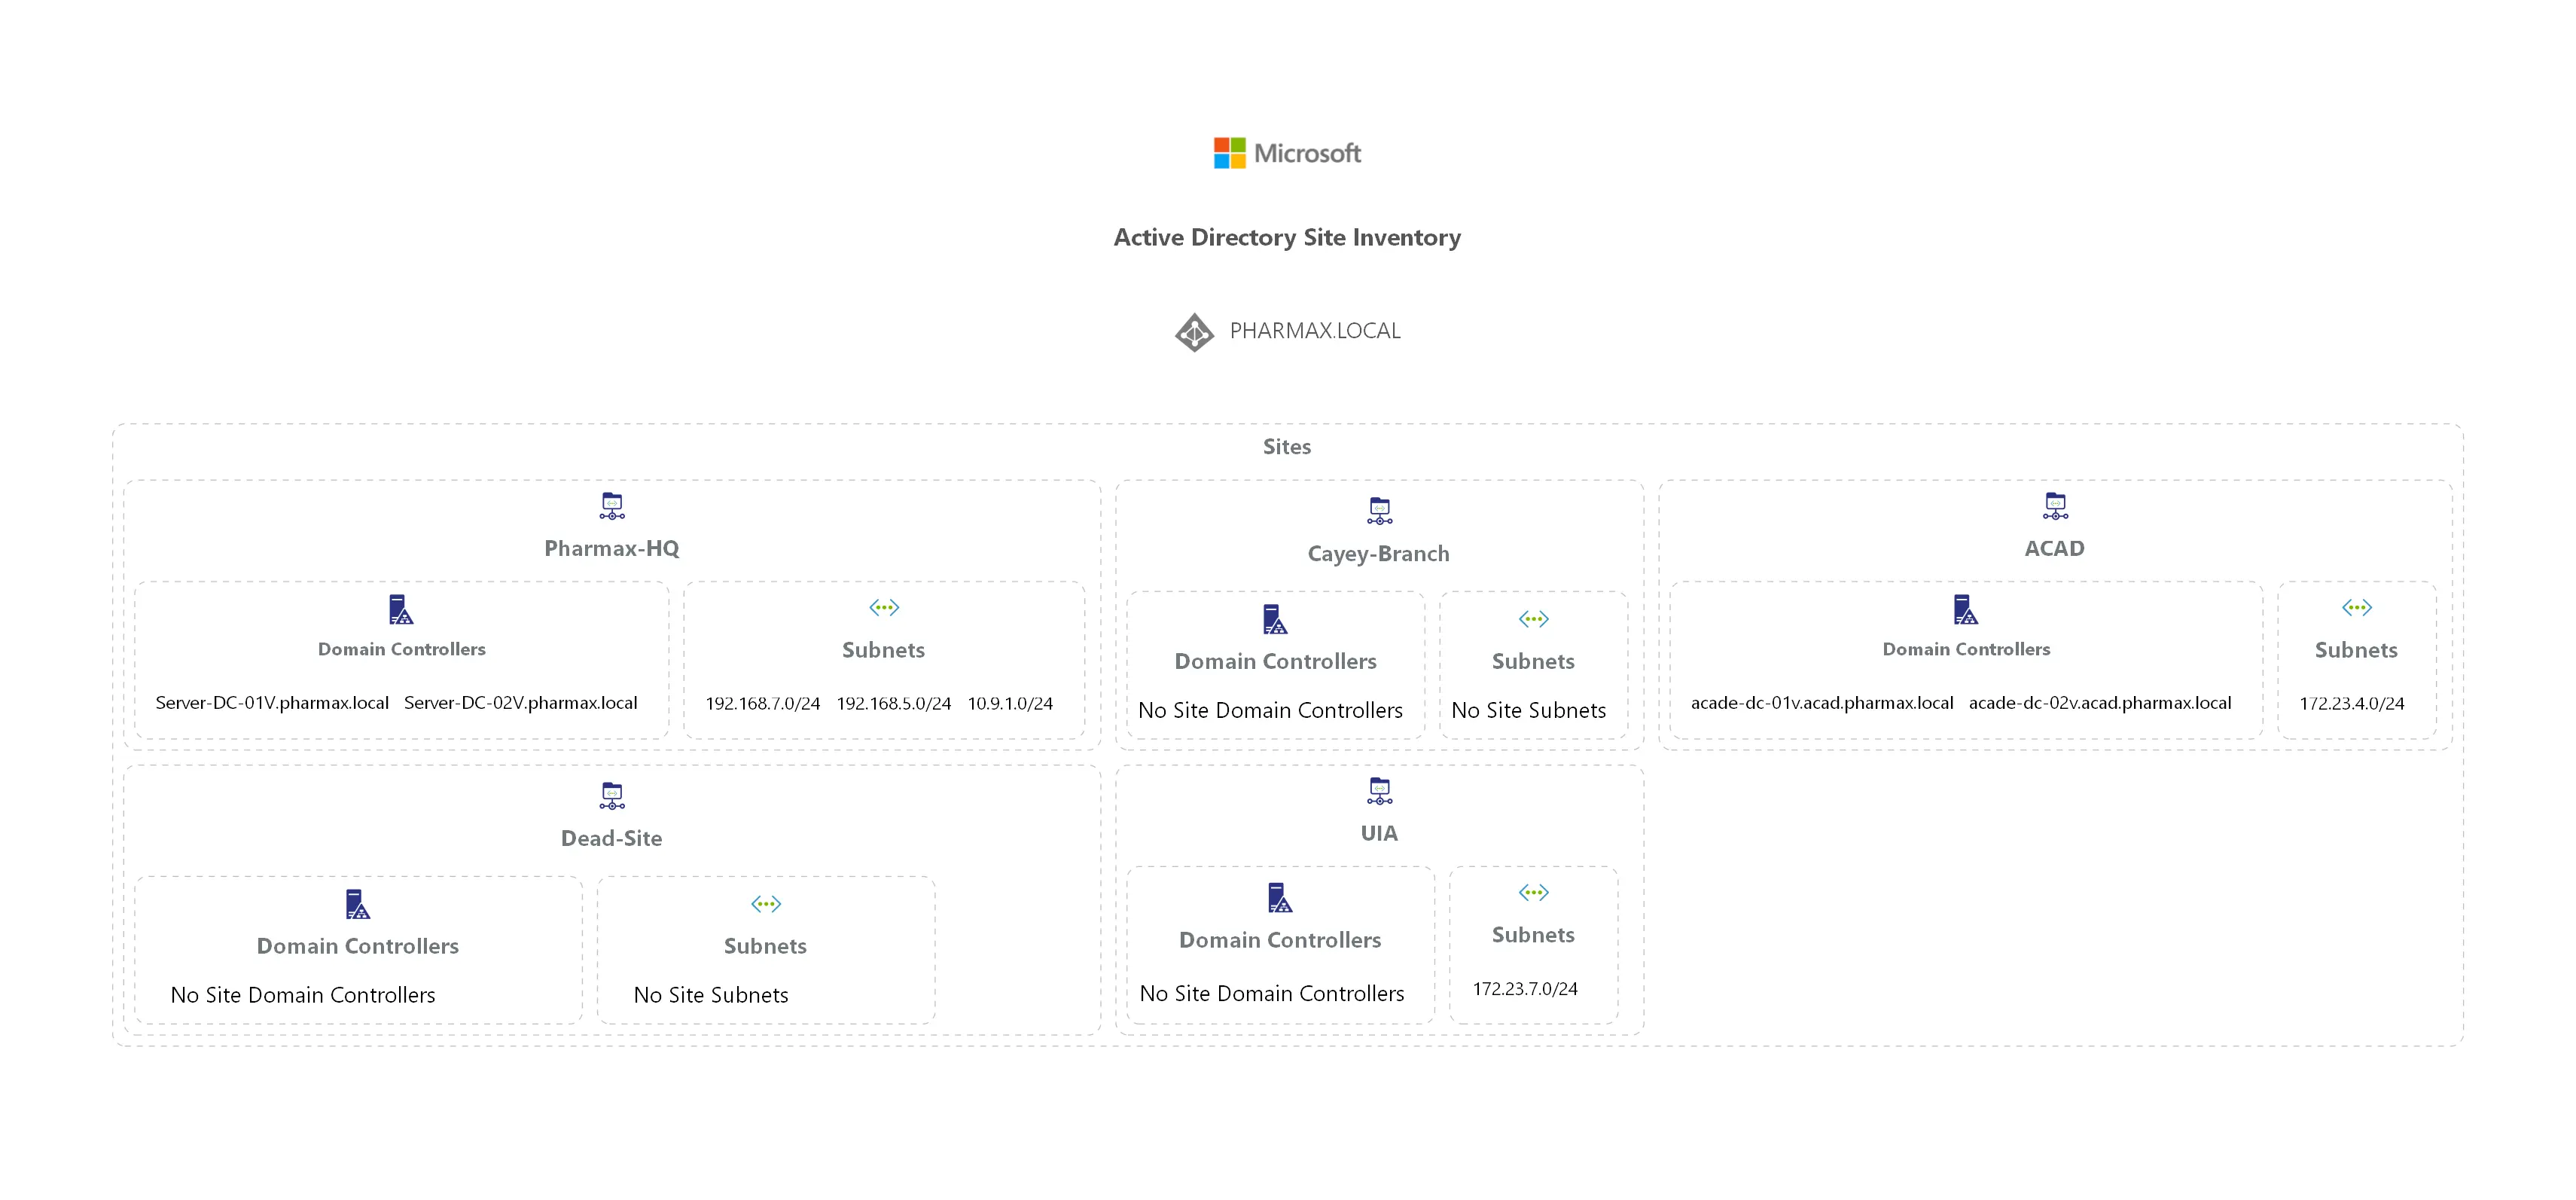 Microsoft
Active Directory Site Inventory
PHARMAX.LOCAL
Sites
Pharmax-HQ
Domain Controllers
Server-DC-01V.pharmax.local Server-DC-02V.pharmax.local
Subnets
192.168.7.0/24 192.168.5.0/24 10.9.1.0/24
Cayey-Branch
Domain Controllers
No Site Domain Controllers
Subnets
No Site Subnets
ACAD
Domain Controllers
acade-dc-01v.acad.pharmax.local acade-dc-02v.acad.pharmax.local
Subnets
172.23.4.0/24
Dead-Site
Domain Controllers
No Site Domain Controllers
Subnets
No Site Subnets
UIA
Domain Controllers
No Site Domain Controllers
Subnets
172.23.7.0/24